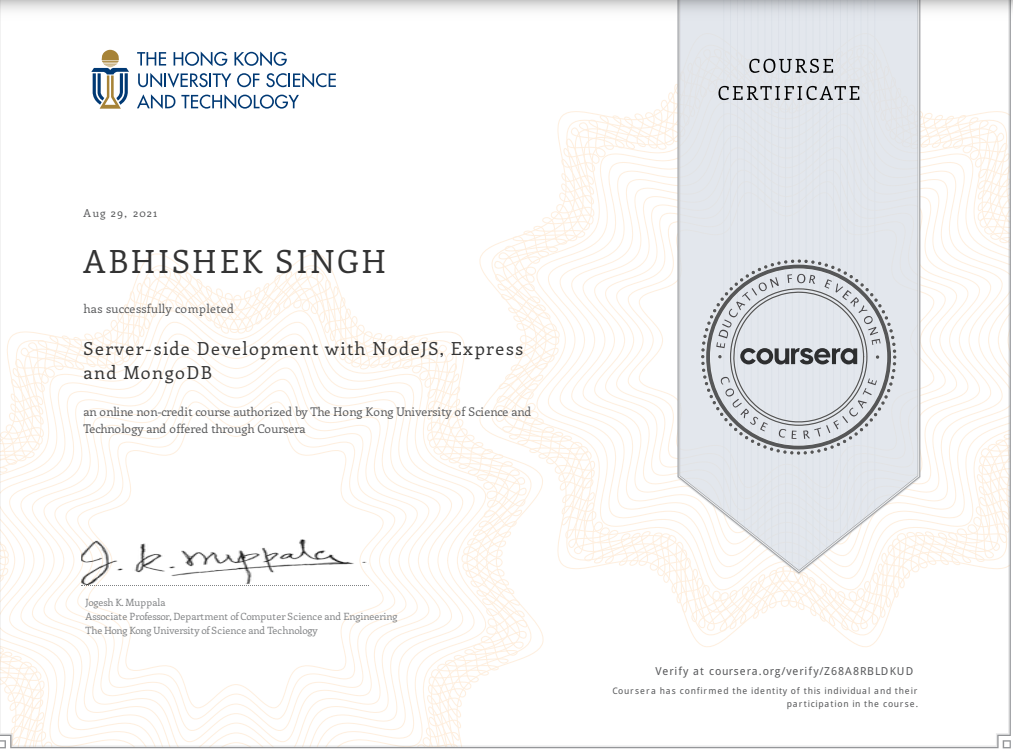 THE HONG KONG
UNIVERSITY OF SCIENCE
AND TECHNOLOGY
COURSE
CERTIFICATE
Aug 29, 2021
ABHISHEK SINGH
has successfully completed
Server-side Development with NodeJS, Express
and MongoDB
an online non-credit course authorized by The Hong Kong University of Science and
Technology and offered through Coursera
EDUCATION FOR EVERYONE
coursera
COURSE CERTIFICATE
J. K. Muppala
Jogesh K. Muppala
Associate Professor, Department of Computer Science and Engineering
The Hong Kong University of Science and Technology
Verify at coursera.org/verify/Z68A8RBLDKUD
Coursera has confirmed the identity of this individual and their
participation in the course.